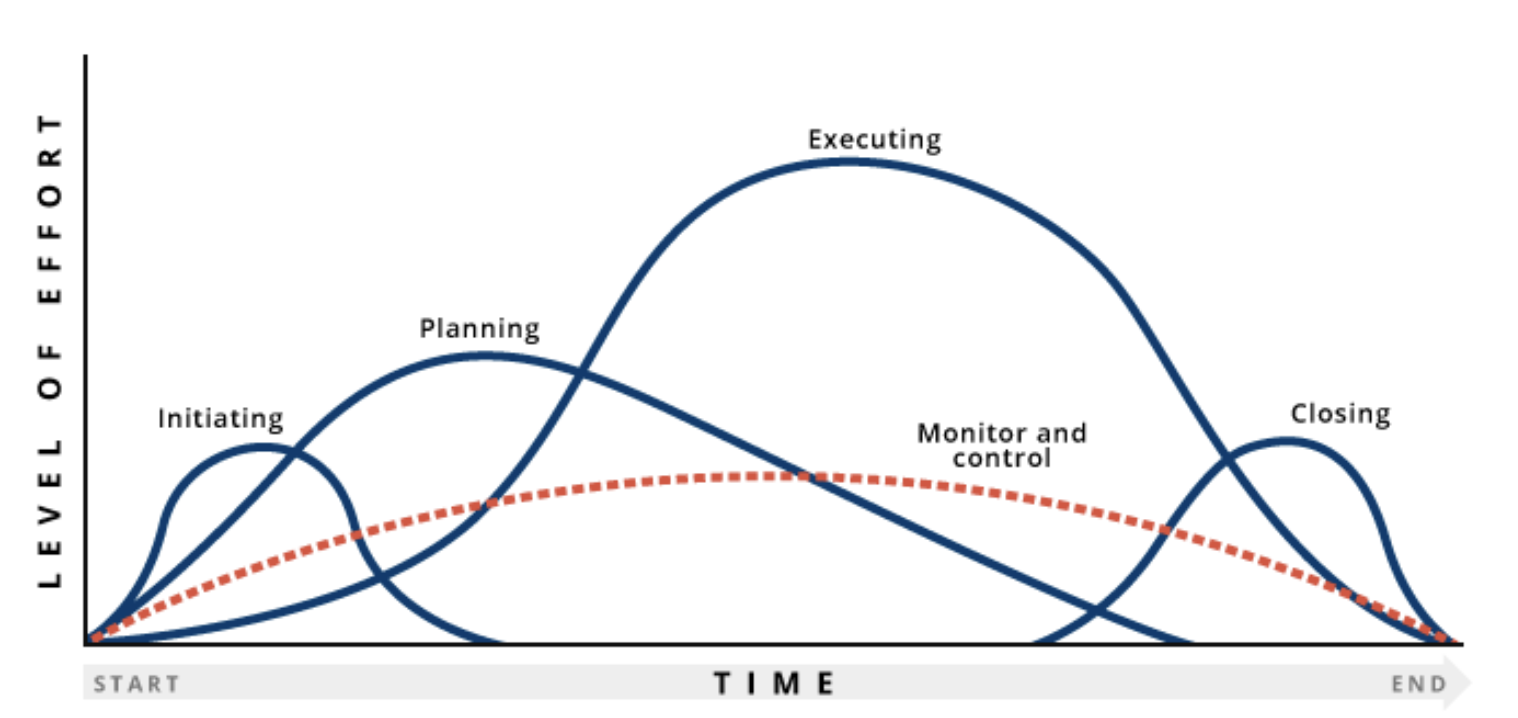 LEVEL OF EFFORT
Executing
Planning
Initiating
Closing
Monitor and
control
START
TIME
END